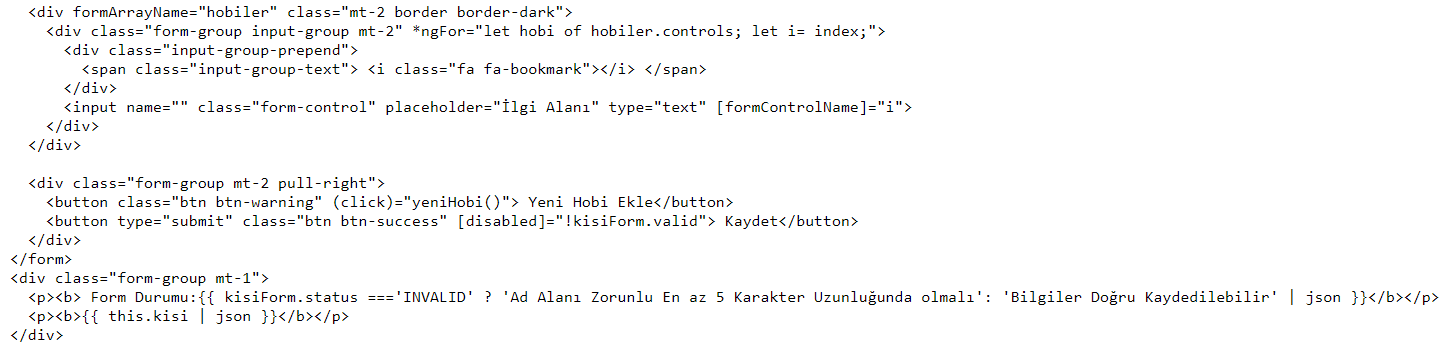 <div formArrayName="hobiler" class="mt-2 border border-dark">
<div class="form-group input-group mt-2" *ngFor="let hobi of hobiler.controls; let i= index;">
<div class="input-group-prepend">
<span class="input-group-text"> <i class="fa fa-bookmark"></i> </span>
</div>
<input name="" class="form-control" placeholder="İlgi Alanı" type="text" [formControlName]="i">
</div>
</div>
<div class="form-group mt-2 pull-right">
<button class="btn btn-warning" (click)="yeniHobi()"> Yeni Hobi Ekle</button>
<button type="submit" class="btn btn-success" [disabled]="!kisiForm.valid"> Kaydet</button>
</div>
</form>
<div class="form-group mt-1">
<p><b> Form Durumu:{{ kisiForm.status ==='INVALID' ? 'Ad Alanı Zorunlu En az 5 Karakter Uzunluğunda olmalı': 'Bilgiler Doğru Kaydedilebilir' | json }}</b></p>
<p><b>{{ this.kisi | json }}</b></p>
</div>